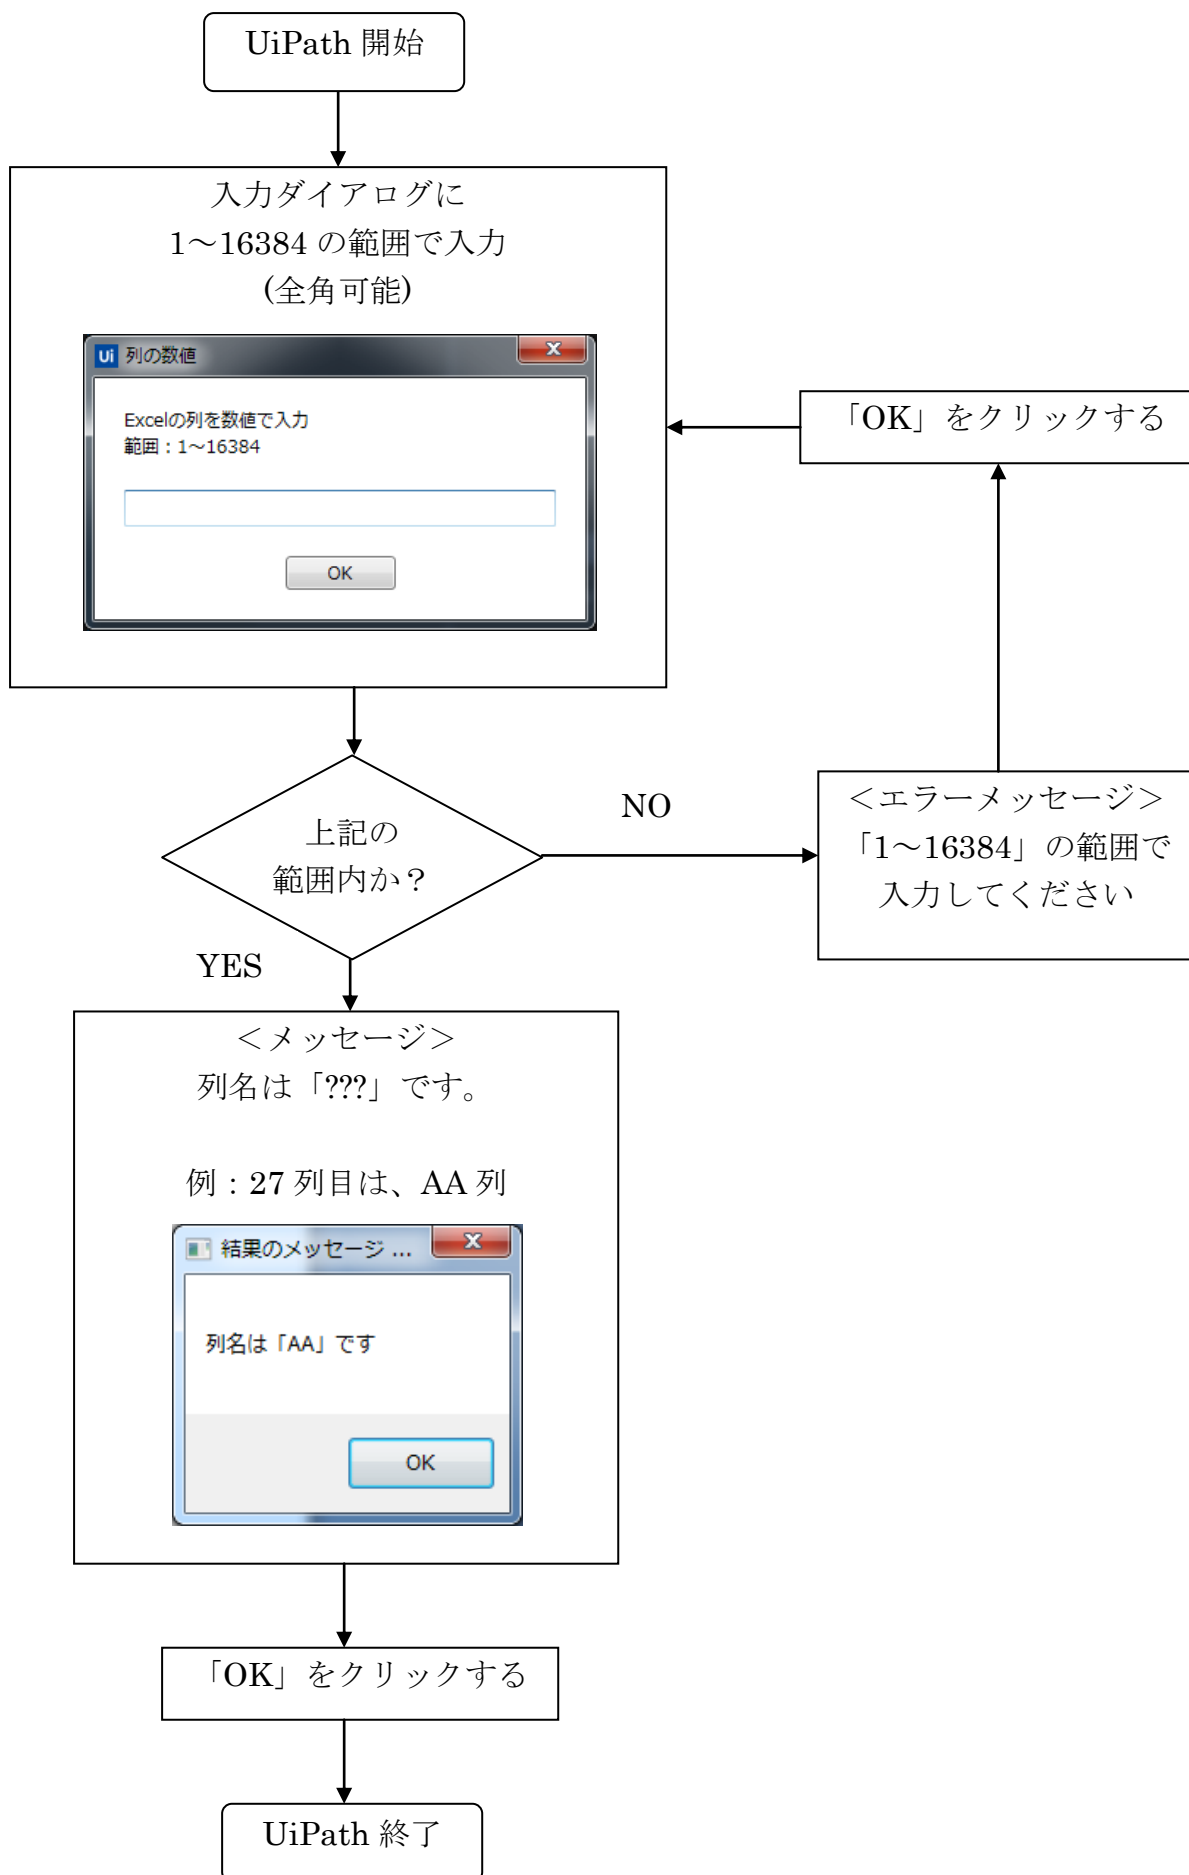 UiPath 開始
入力ダイアログに
1～16384 の範囲で入力
(全角可能)
Ui 列の数値
Excelの列を数値で入力
範囲：1～16384
OK
「OK」をクリックする
上記の
範囲内か？
NO
＜エラーメッセージ＞
「1～16384」の範囲で
入力してください
YES
＜メッセージ＞
列名は「???」です。
例：27 列目は、AA 列
結果のメッセージ ...
列名は「AA」です
OK
「OK」をクリックする
UiPath 終了